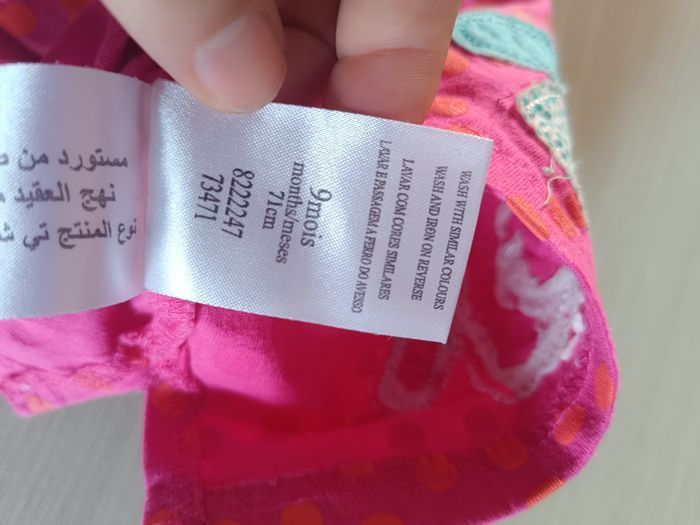 WASH WITH SIMILAR COLOURS
WASH AND IRON ON REVERSE
LAVAR COM CORES SIMILARES
LAVAR E PASSAGEM A FERRO DO AVESSO
9mois
months/meses
71cm
8222247
73471
مستورد من
نهج العقيد
نوع المنتج تي